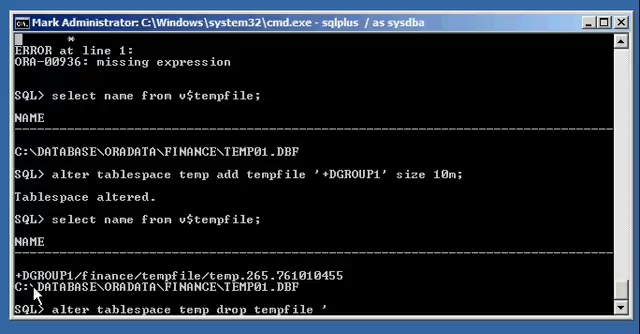 Mark Administrator: C:\Windows\system32\cmd.exe - sqlplus / as sysdba
*
ERROR at line 1:
ORA-00936: missing expression
SQL> select name from v$tempfile;
NAME
--------------------------------------------------------------------------------
C:\DATABASE\ORADATA\FINANCE\TEMP01.DBF
SQL> alter tablespace temp add tempfile '+DGROUP1' size 10m;
Tablespace altered.
SQL> select name from v$tempfile;
NAME
--------------------------------------------------------------------------------
+DGROUP1/finance/tempfile/temp.265.761010455
C:\DATABASE\ORADATA\FINANCE\TEMP01.DBF
SQL> alter tablespace temp drop tempfile '